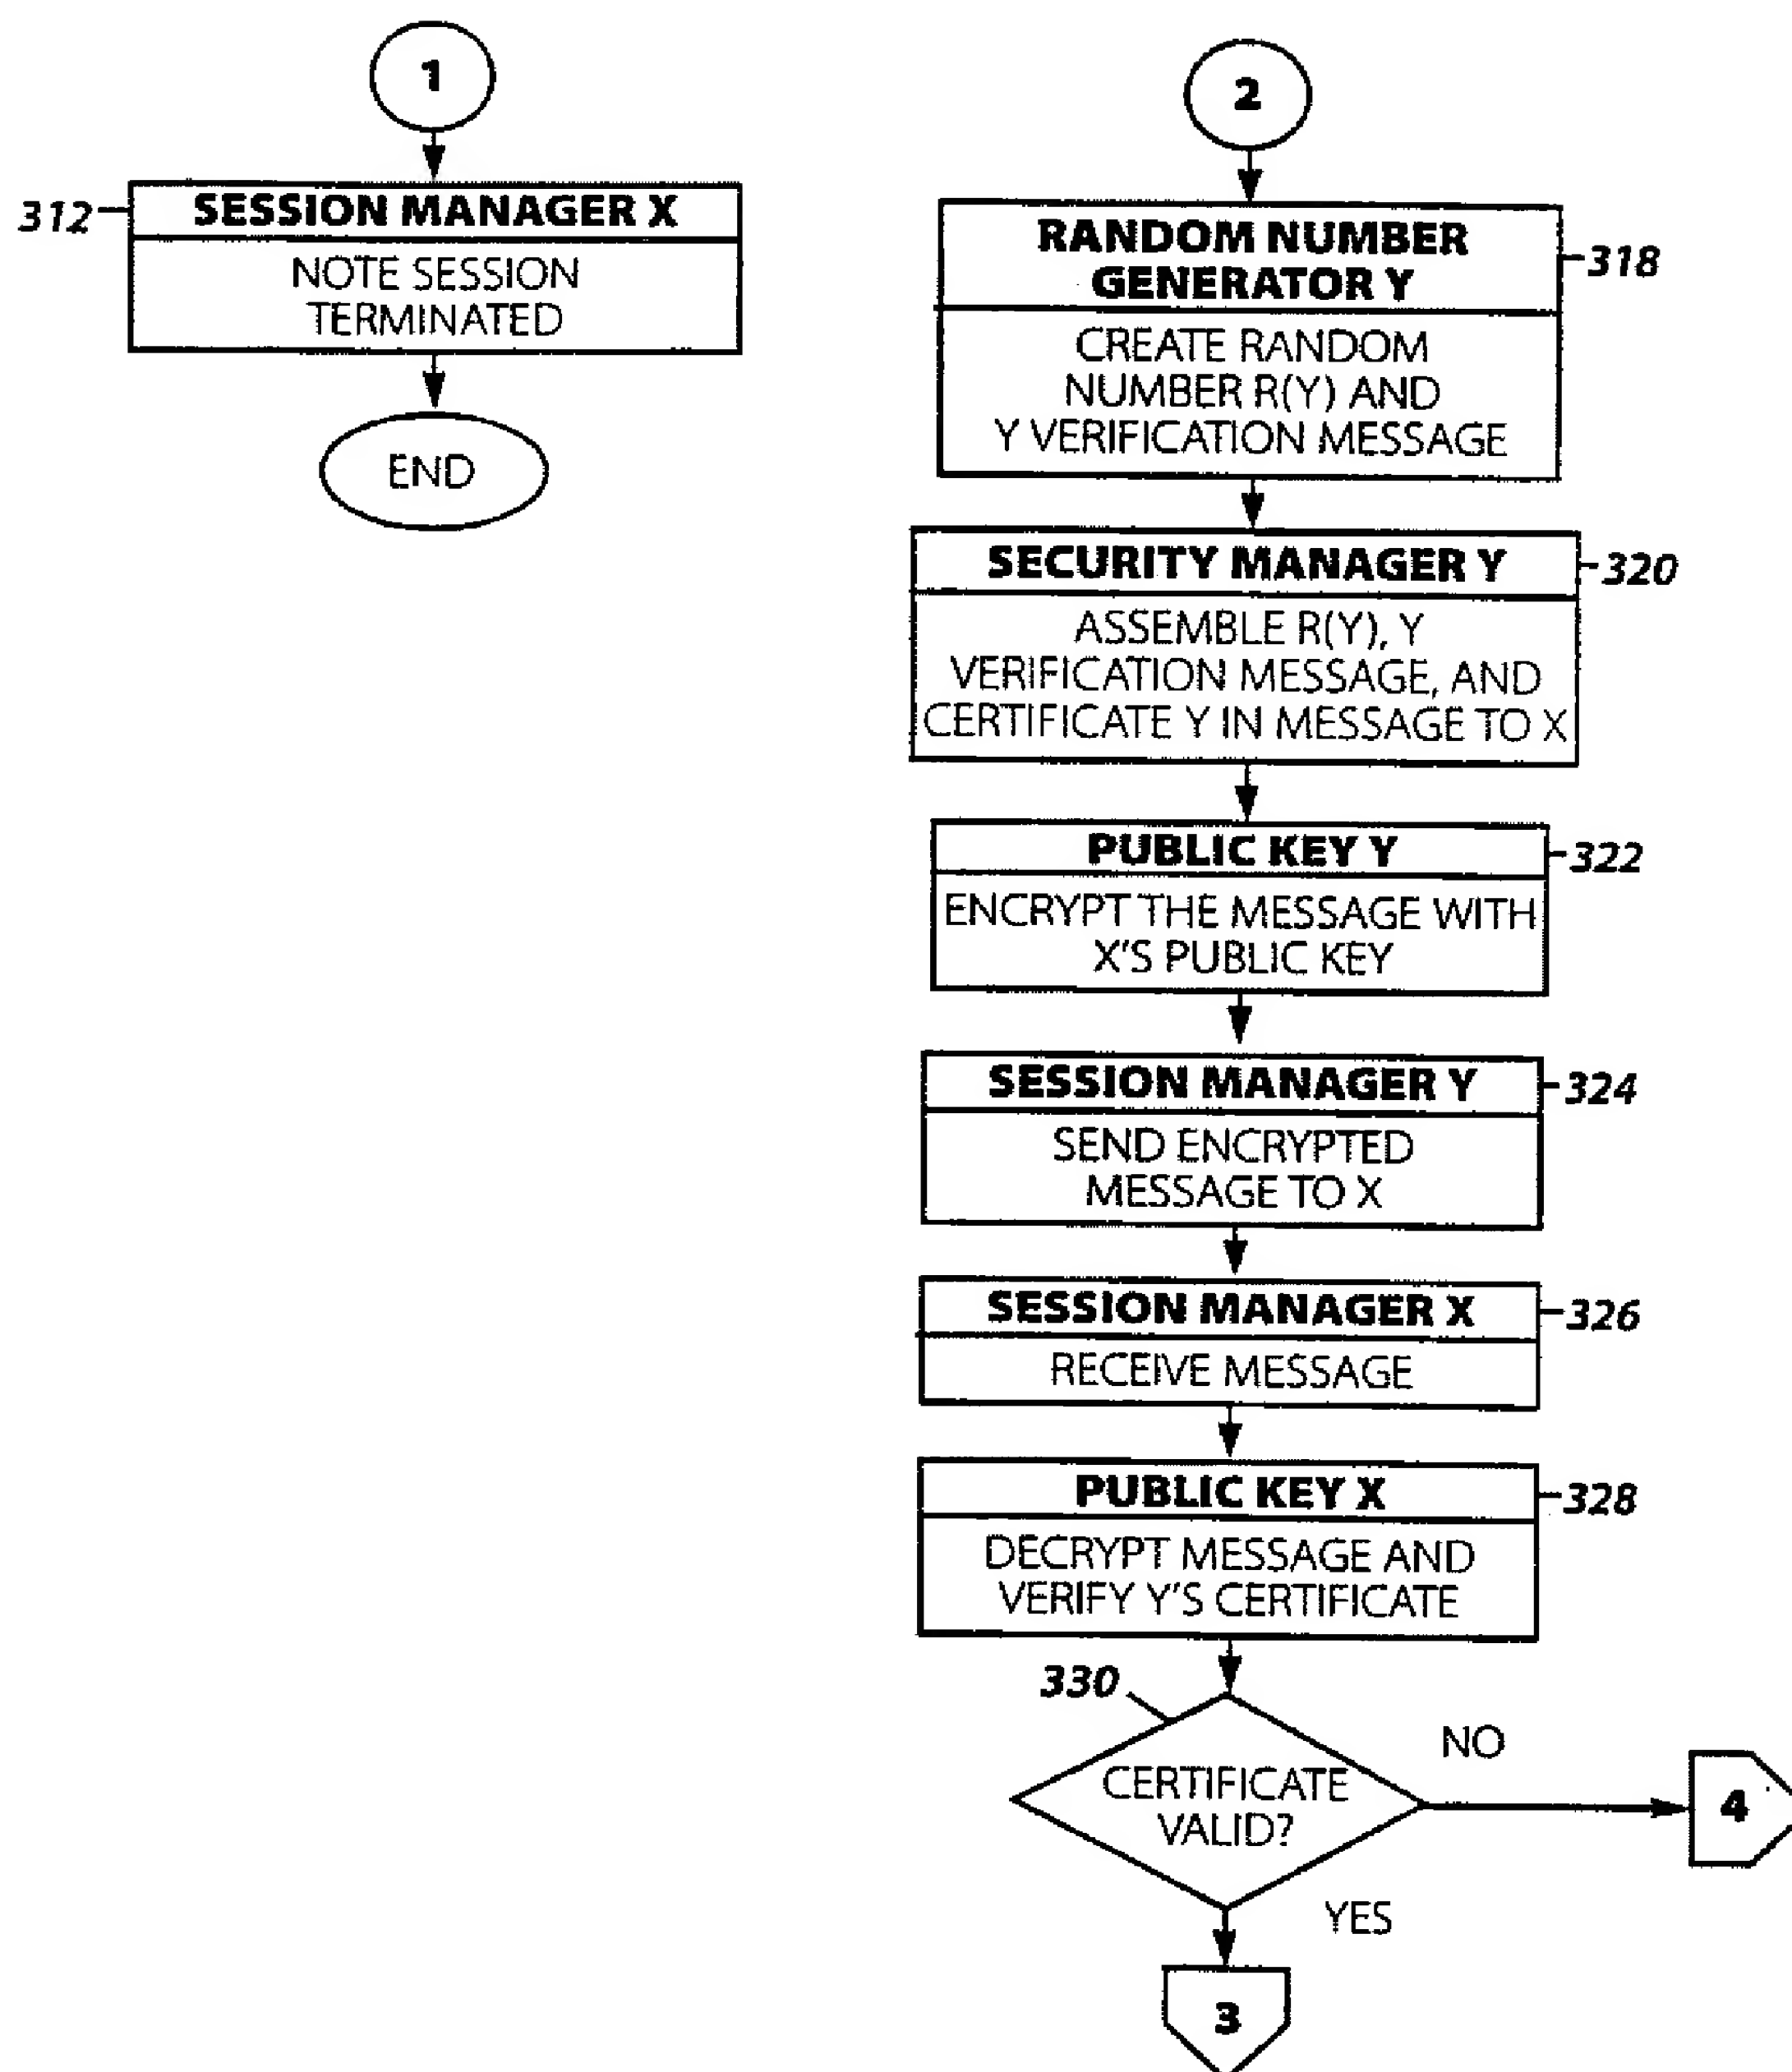 1
312
SESSION MANAGER X
NOTE SESSION
TERMINATED
END
2
RANDOM NUMBER
GENERATOR Y
318
CREATE RANDOM
NUMBER R(Y) AND
Y VERIFICATION MESSAGE
SECURITY MANAGER Y
320
ASSEMBLE R(Y), Y
VERIFICATION MESSAGE, AND
CERTIFICATE Y IN MESSAGE TO X
PUBLIC KEY Y
322
ENCRYPT THE MESSAGE WITH
X'S PUBLIC KEY
SESSION MANAGER Y
324
SEND ENCRYPTED
MESSAGE TO X
SESSION MANAGER X
326
RECEIVE MESSAGE
PUBLIC KEY X
328
DECRYPT MESSAGE AND
VERIFY Y'S CERTIFICATE
330
CERTIFICATE
VALID?
NO
4
YES
3